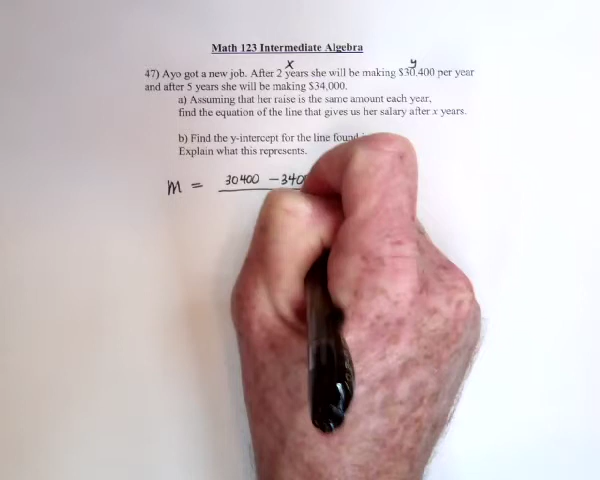 Math 123 Intermediate Algebra
x y
47) Ayo got a new job. After 2 years she will be making $30,400 per year
and after 5 years she will be making $34,000.
a) Assuming that her raise is the same amount each year,
find the equation of the line that gives us her salary after x years.
b) Find the y-intercept for the line found
Explain what this represents.
m = 30400 - 3400